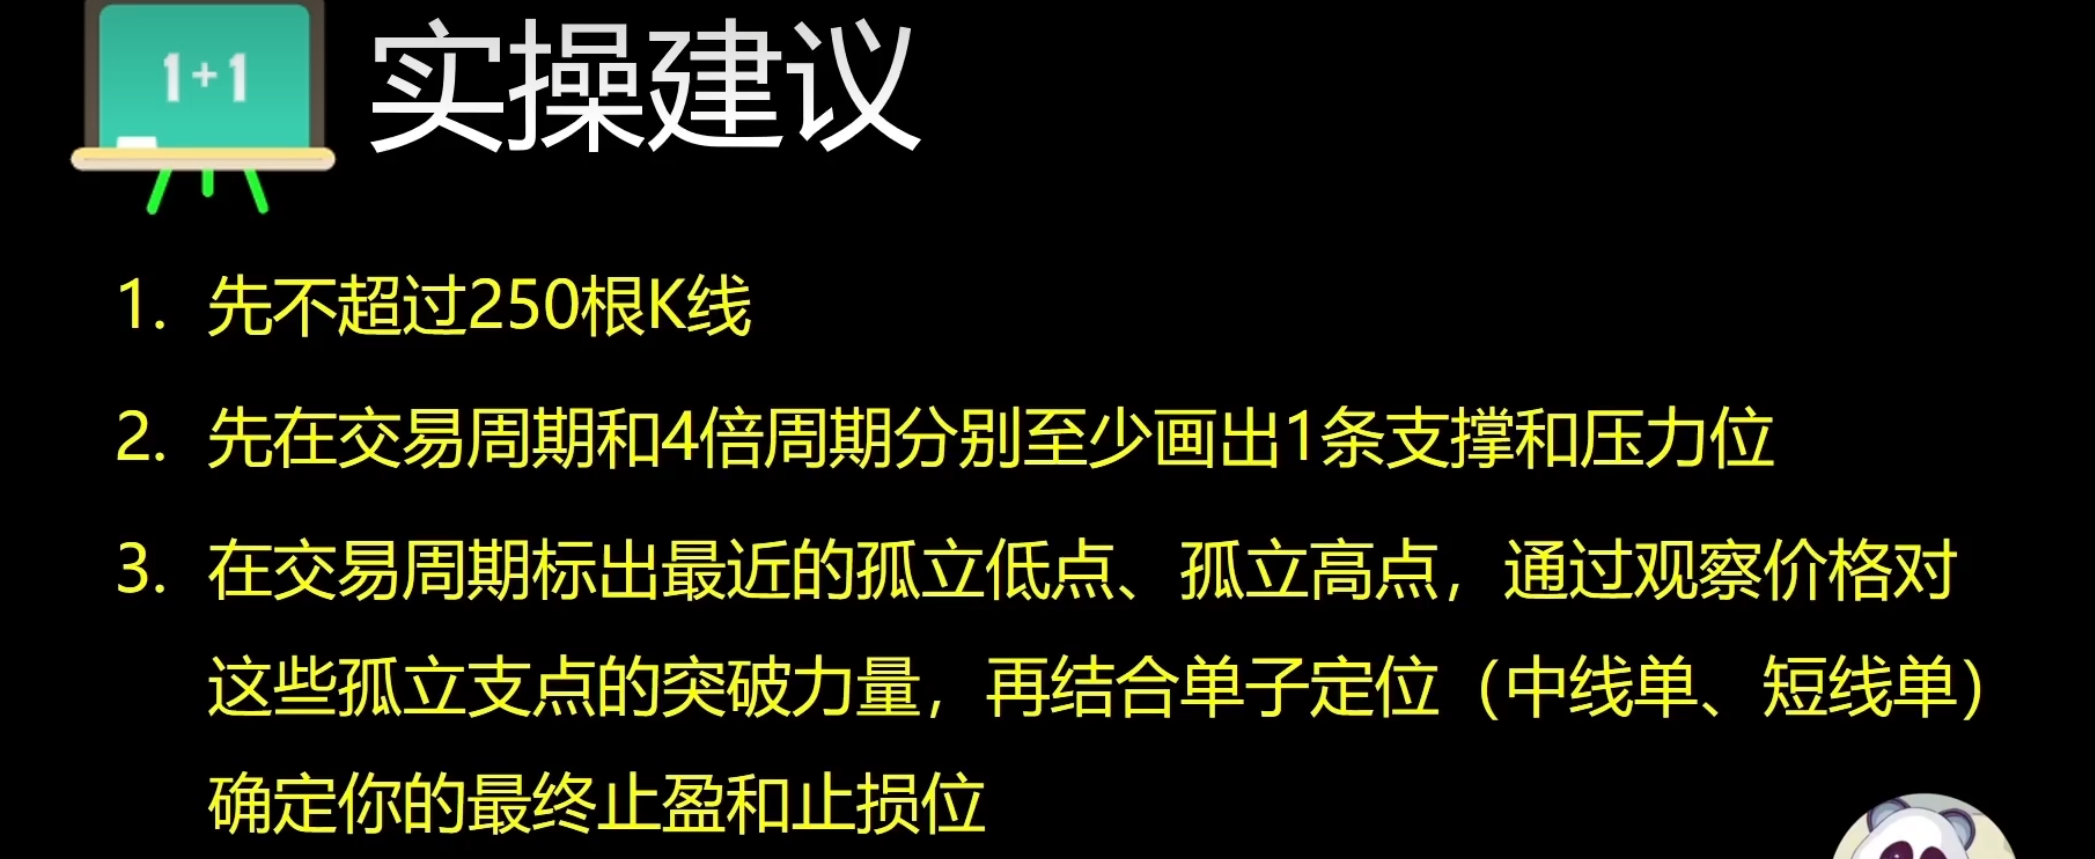 1+1
实操建议
1. 先不超过250根K线
2. 先在交易周期和4倍周期分别至少画出1条支撑和压力位
3. 在交易周期标出最近的孤立低点、孤立高点，通过观察价格对
这些孤立支点的突破力量，再结合单子定位（中线单、短线单）
确定你的最终止盈和止损位